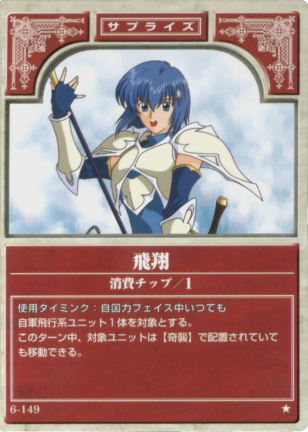 サプライズ
飛翔
消費チップ／1
使用タイミング：自国力フェイス中いつでも
自軍飛行系ユニット1体を対象とする。
このターン中、対象ユニットは【奇襲】で配置されていて
も移動できる。
6-149
★